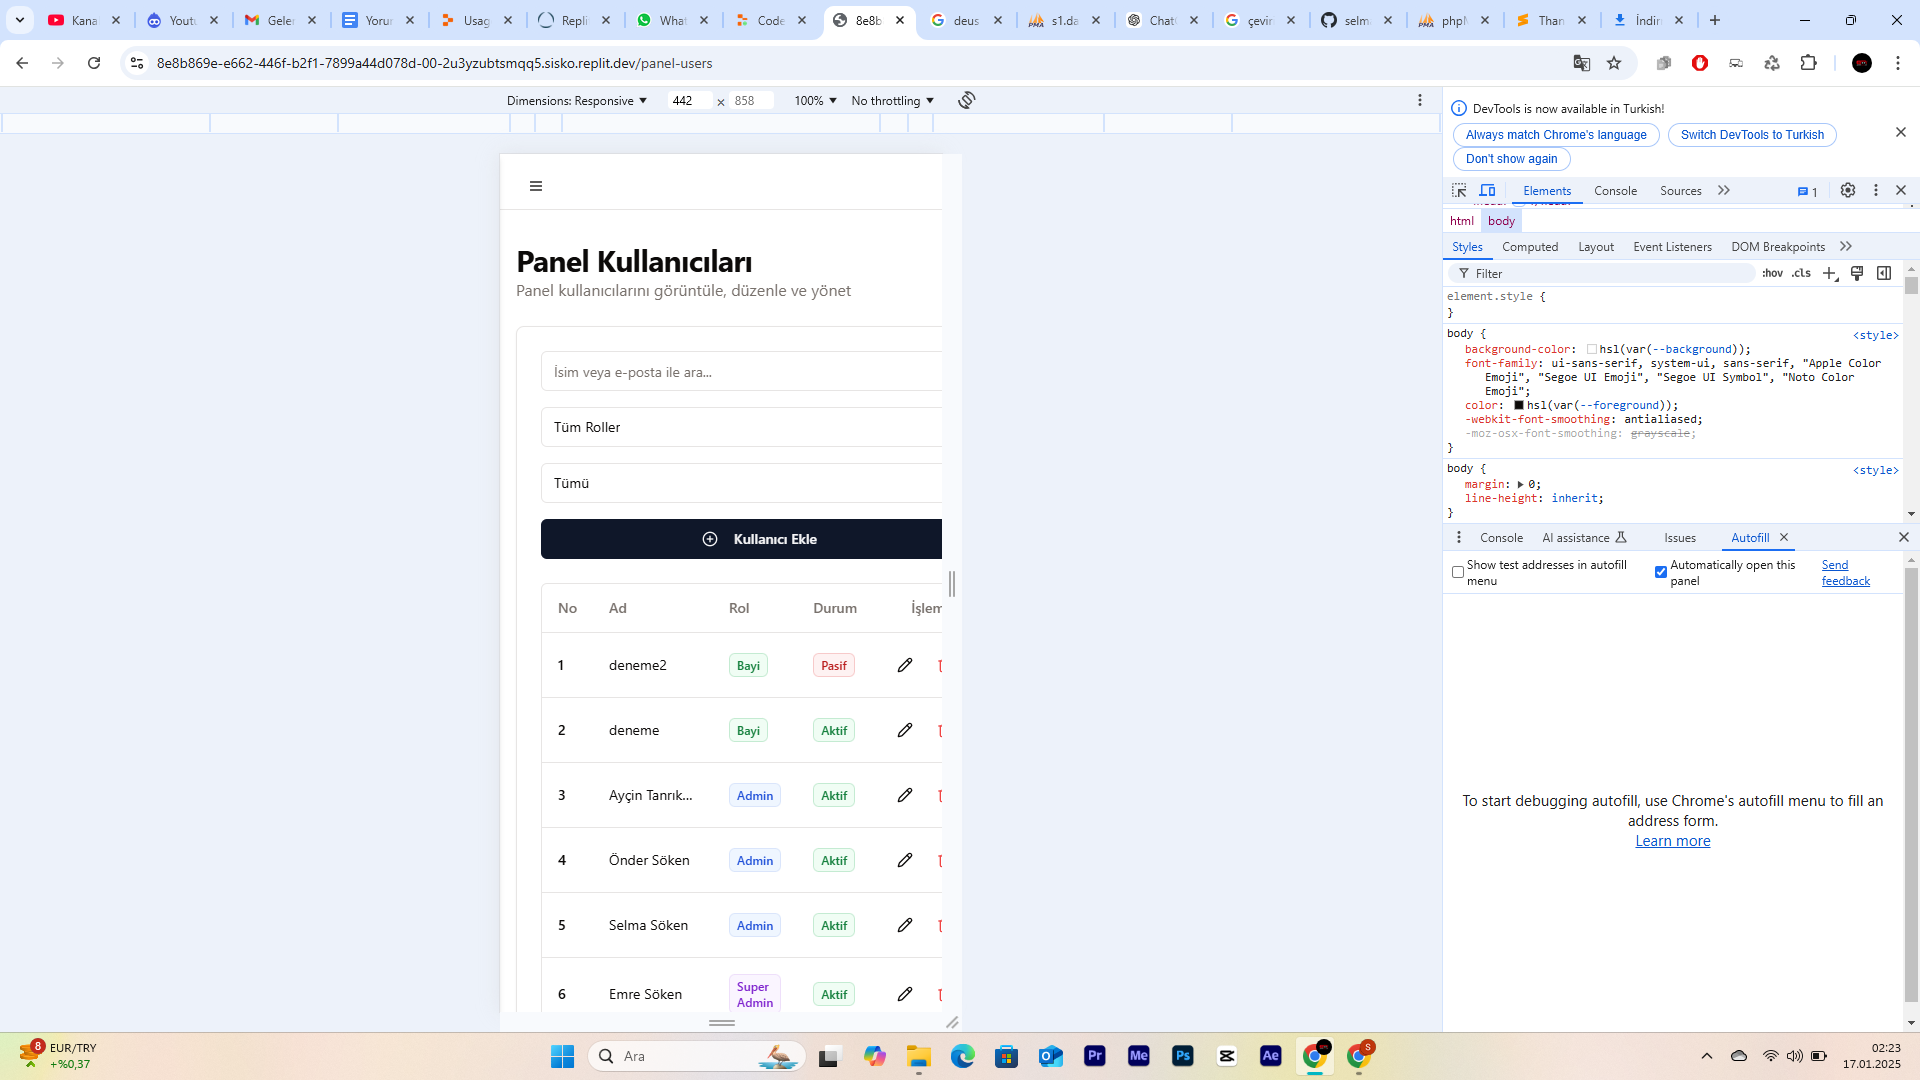 Kana
Youtu
Geler
Yorur
Usag
Repli
What
Code
8e8b
deus
s1.da
Chat
çevir
selm
phpM
Than
İndir
8e8b869e-e662-446f-b2f1-7899a44d078d-00-2u3yzubtsmqq5.sisko.replit.dev/panel-users
Dimensions: Responsive 442 × 858 100% No throttling
DevTools is now available in Turkish!
Always match Chrome's language
Switch DevTools to Turkish
Don't show again
Elements Console Sources 1
html body
Styles Computed Layout Event Listeners DOM Breakpoints
Filter :hov .cls
element.style {
}
body { <style>
background-color: hsl(var(--background));
font-family: ui-sans-serif, system-ui, sans-serif, "Apple Color
Emoji", "Segoe UI Emoji", "Segoe UI Symbol", "Noto Color
Emoji";
color: hsl(var(--foreground));
-webkit-font-smoothing: antialiased;
-moz-osx-font-smoothing: grayscale;
}
body { <style>
margin: 0;
line-height: inherit;
}
Console AI assistance Issues Autofill
Show test addresses in autofill
menu
Automatically open this
panel
Send
feedback
To start debugging autofill, use Chrome's autofill menu to fill an
address form.
Learn more
Panel Kullanıcıları
Panel kullanıcılarını görüntüle, düzenle ve yönet
İsim veya e-posta ile ara...
Tüm Roller
Tümü
Kullanıcı Ekle
No Ad Rol Durum İşlem
1 deneme2 Bayi Pasif
2 deneme Bayi Aktif
3 Ayçin Tanrık... Admin Aktif
4 Önder Söken Admin Aktif
5 Selma Söken Admin Aktif
6 Emre Söken Super Admin Aktif
8
EUR/TRY
+%0,37
Ara
Pr
Me
Ps
Ae
S
02:23
17.01.2025